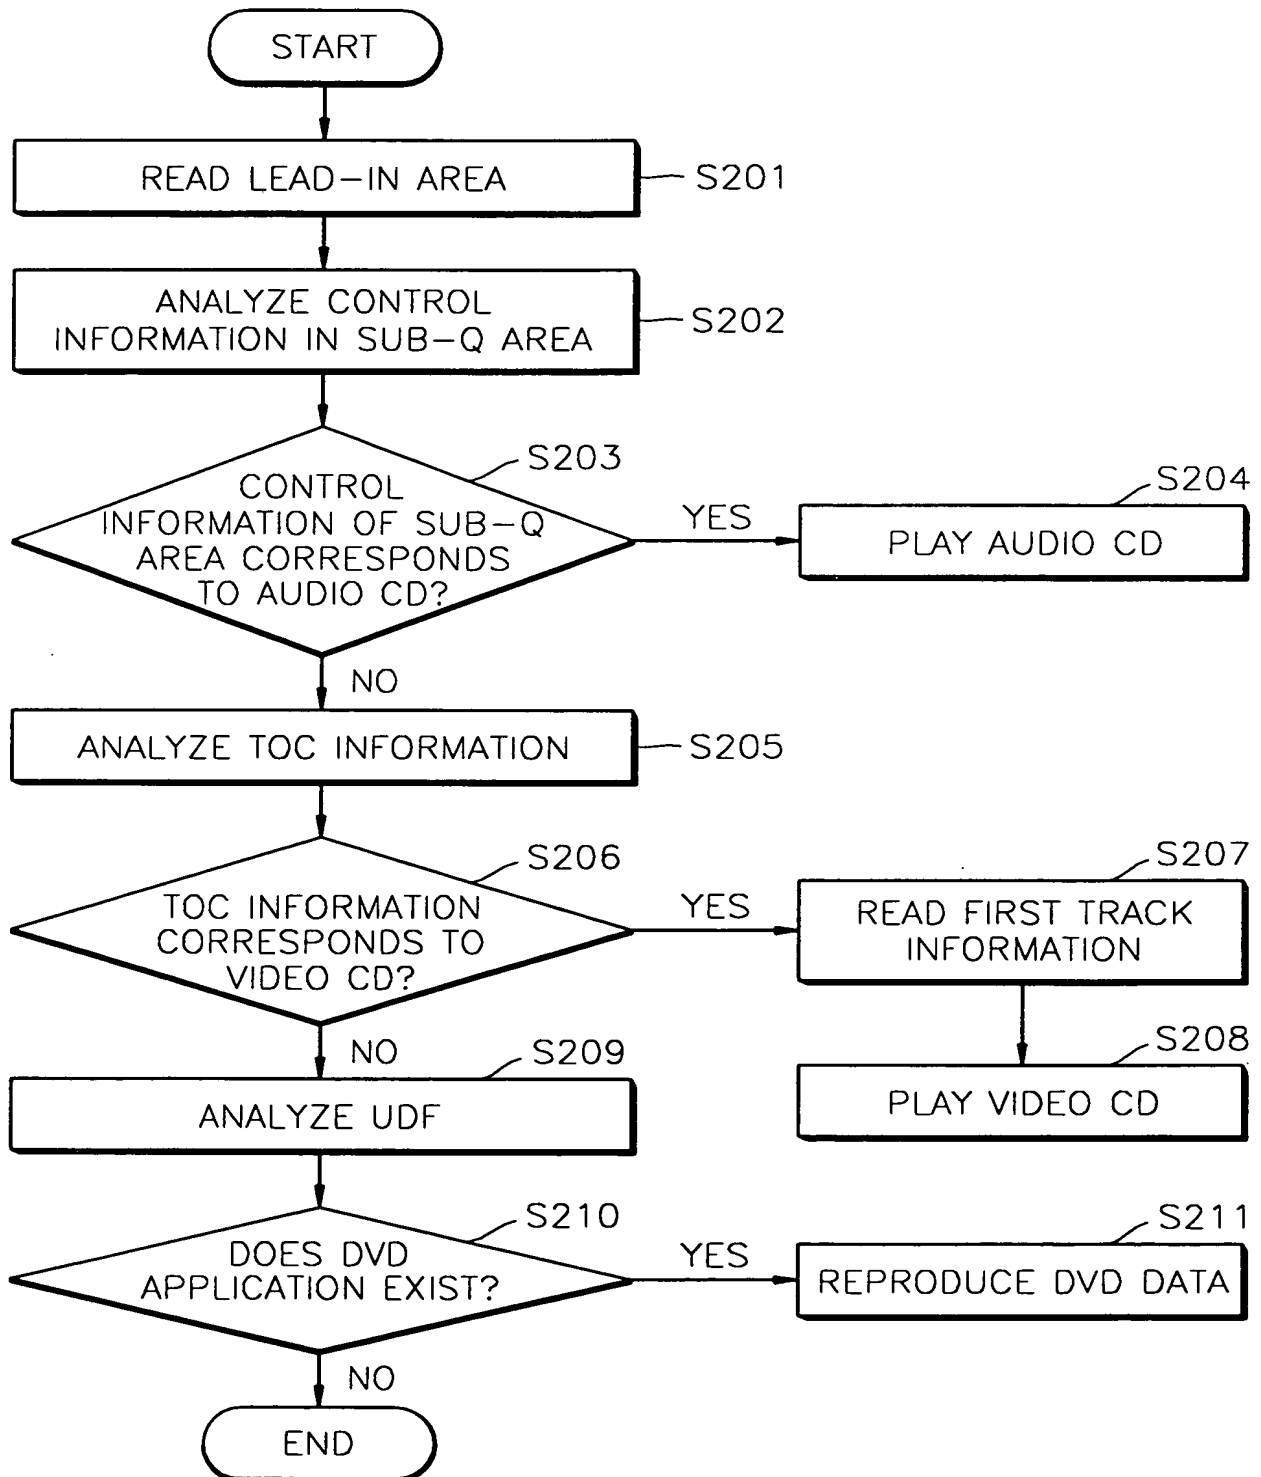 START
READ LEAD-IN AREA
S201
ANALYZE CONTROL
INFORMATION IN SUB-Q AREA
S202
S203
CONTROL
INFORMATION OF SUB-Q
AREA CORRESPONDS
TO AUDIO CD?
YES
S204
PLAY AUDIO CD
NO
ANALYZE TOC INFORMATION
S205
S206
TOC INFORMATION
CORRESPONDS TO
VIDEO CD?
YES
S207
READ FIRST TRACK
INFORMATION
S208
PLAY VIDEO CD
NO
S209
ANALYZE UDF
S210
DOES DVD
APPLICATION EXIST?
YES
S211
REPRODUCE DVD DATA
NO
END